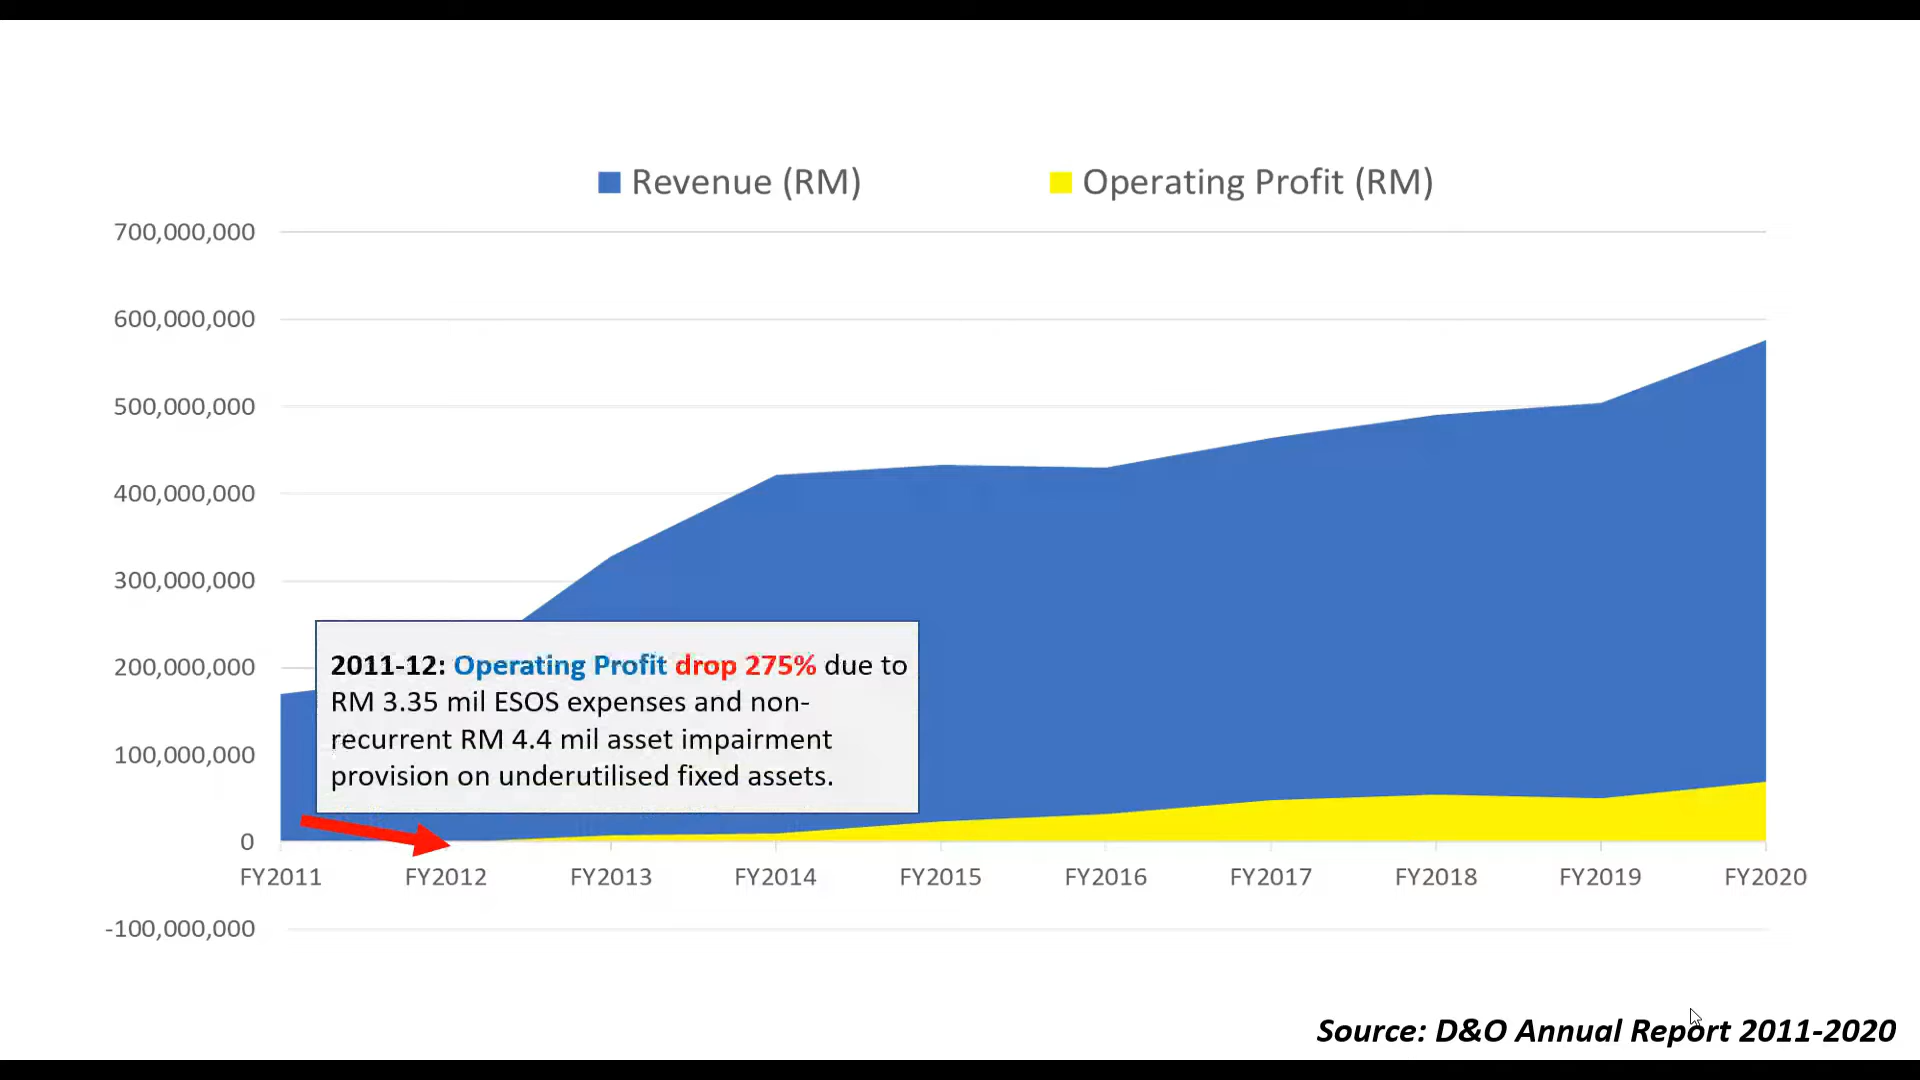 Revenue (RM) Operating Profit (RM)
700,000,000
600,000,000
500,000,000
400,000,000
300,000,000
200,000,000
100,000,000
0
-100,000,000
2011-12: Operating Profit drop 275% due to
RM 3.35 mil ESOS expenses and non-
recurrent RM 4.4 mil asset impairment
provision on underutilised fixed assets.
FY2011 FY2012 FY2013 FY2014 FY2015 FY2016 FY2017 FY2018 FY2019 FY2020
Source: D&O Annual Report 2011-2020